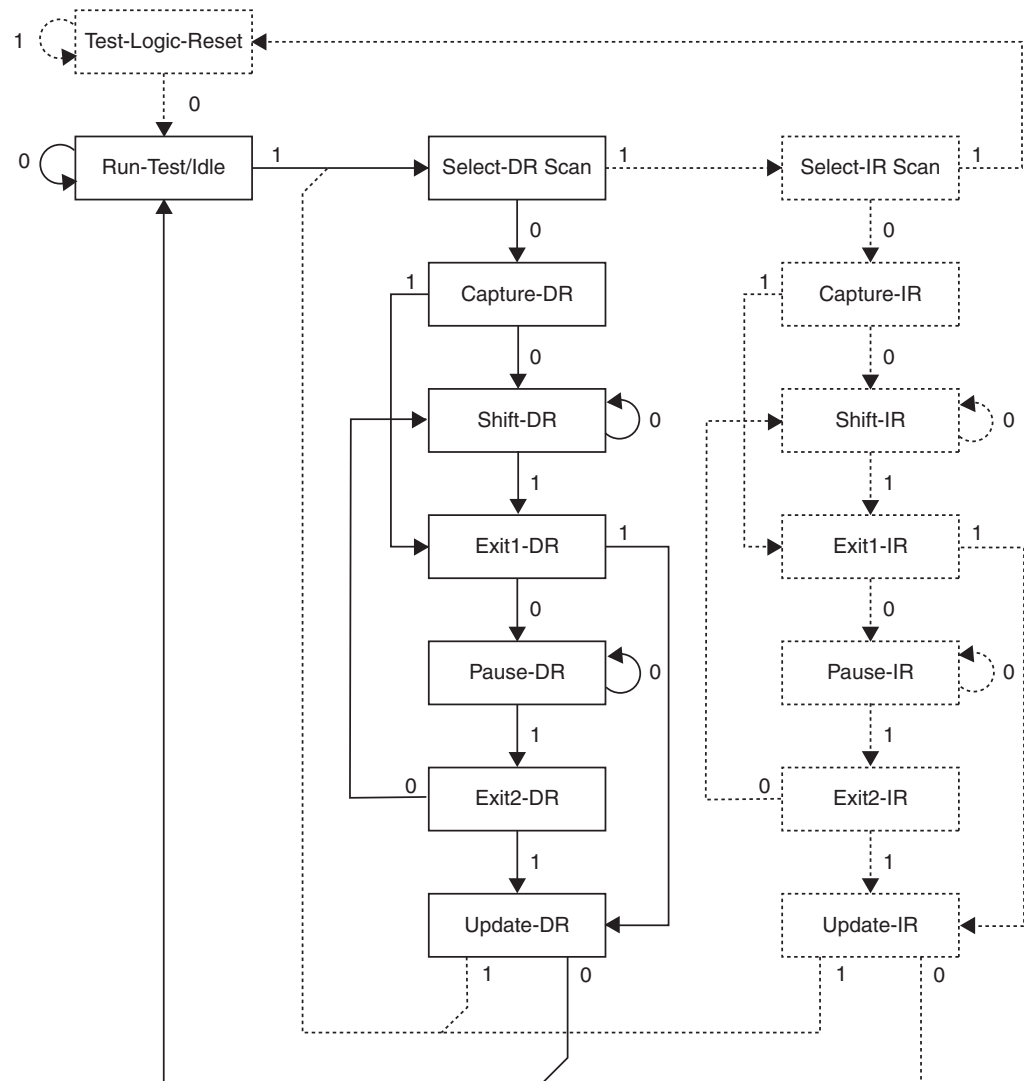 1
Test-Logic-Reset
0
0
Run-Test/Idle
1
Select-DR Scan
1
Select-IR Scan
1
0
0
1
Capture-DR
1
Capture-IR
0
0
Shift-DR
0
Shift-IR
0
1
1
Exit1-DR
1
Exit1-IR
1
0
0
Pause-DR
0
Pause-IR
0
1
1
0
Exit2-DR
0
Exit2-IR
1
1
Update-DR
Update-IR
1
0
1
0